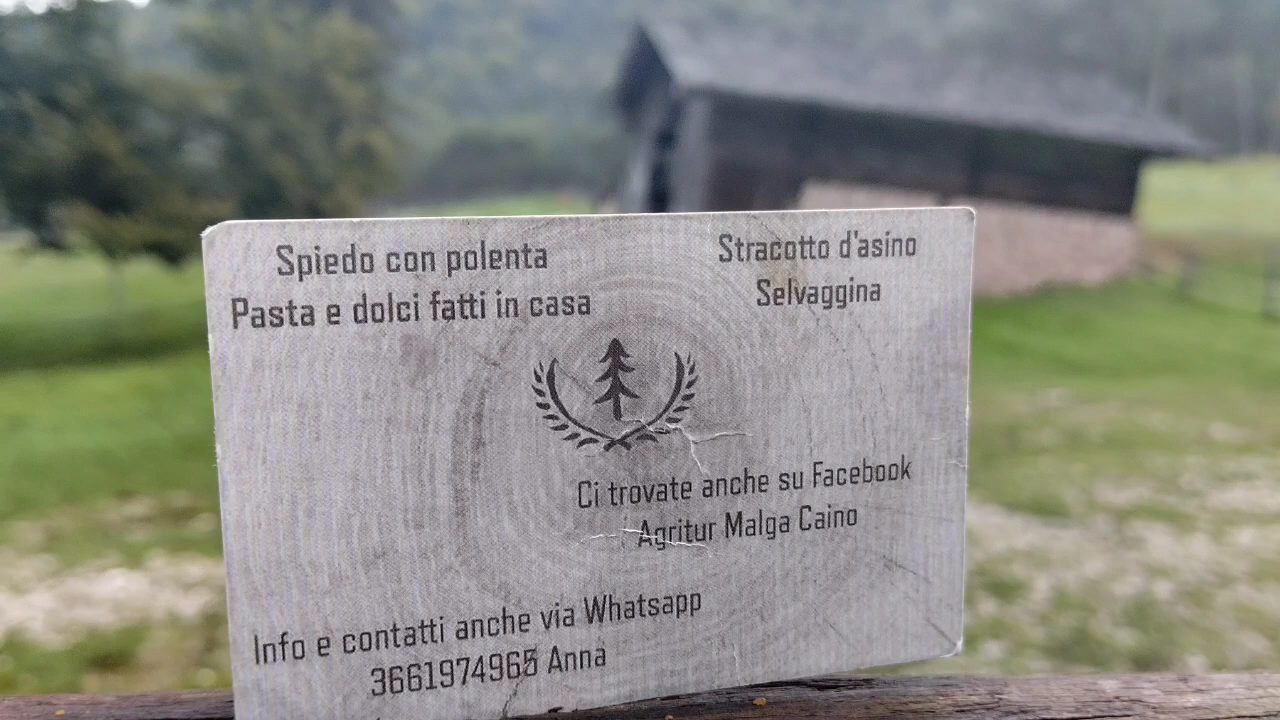 Spiedo con polenta
Pasta e dolci fatti in casa
Stracotto d'asino
Selvaggina
Ci trovate anche su Facebook
Agritur Malga Caino
Info e contatti anche via Whatsapp
3661974965 Anna